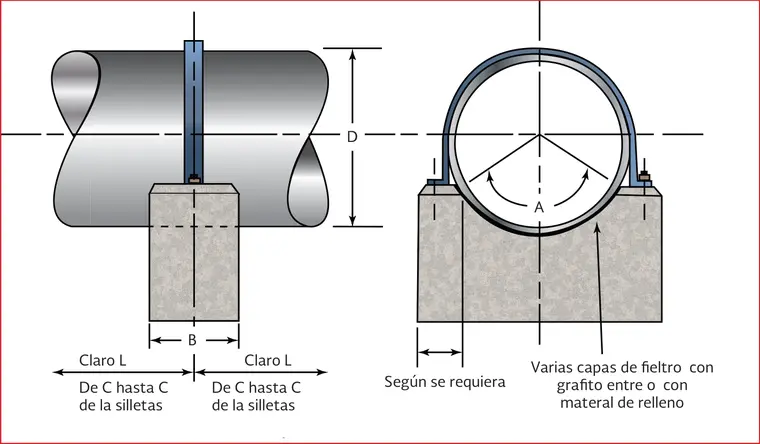 D
A
B
Claro L
Claro L
De C hasta C
de la silletas
De C hasta C
de la silletas
Según se requiera
Varias capas de fieltro con
grafito entre o con
materal de relleno